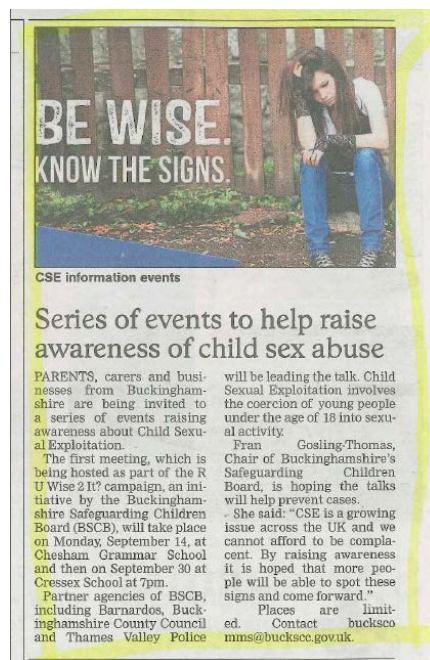 BE WISE.
KNOW THE SIGNS.
CSE information events
Series of events to help raise
awareness of child sex abuse
PARENTS, carers and busi-
nesses from Buckingham-
shire are being invited to
a series of events raising
awareness about Child Sexu-
al Exploitation.
The first meeting, which is
being hosted as part of the R
U Wise 2 It? campaign, an ini-
tiative by the Buckingham-
shire Safeguarding Children
Board (BSCB), will take place
on Monday, September 14, at
Chesham Grammar School
and then on September 30 at
Cressex School at 7pm.
Partner agencies of BSCB,
including Barnardos, Buck-
inghamshire County Council
and Thames Valley Police
will be leading the talk. Child
Sexual Exploitation involves
the coercion of young people
under the age of 18 into sexu-
al activity.
Fran Gosling-Thomas,
Chair of Buckinghamshire's
Safeguarding Children
Board, is hoping the talks
will help prevent cases.
She said: “CSE is a growing
issue across the UK and we
cannot afford to be compla-
cent. By raising awareness
it is hoped that more peo-
ple will be able to spot these
signs and come forward.”
Places are limit-
ed. Contact bucksco
mms@buckscc.gov.uk.